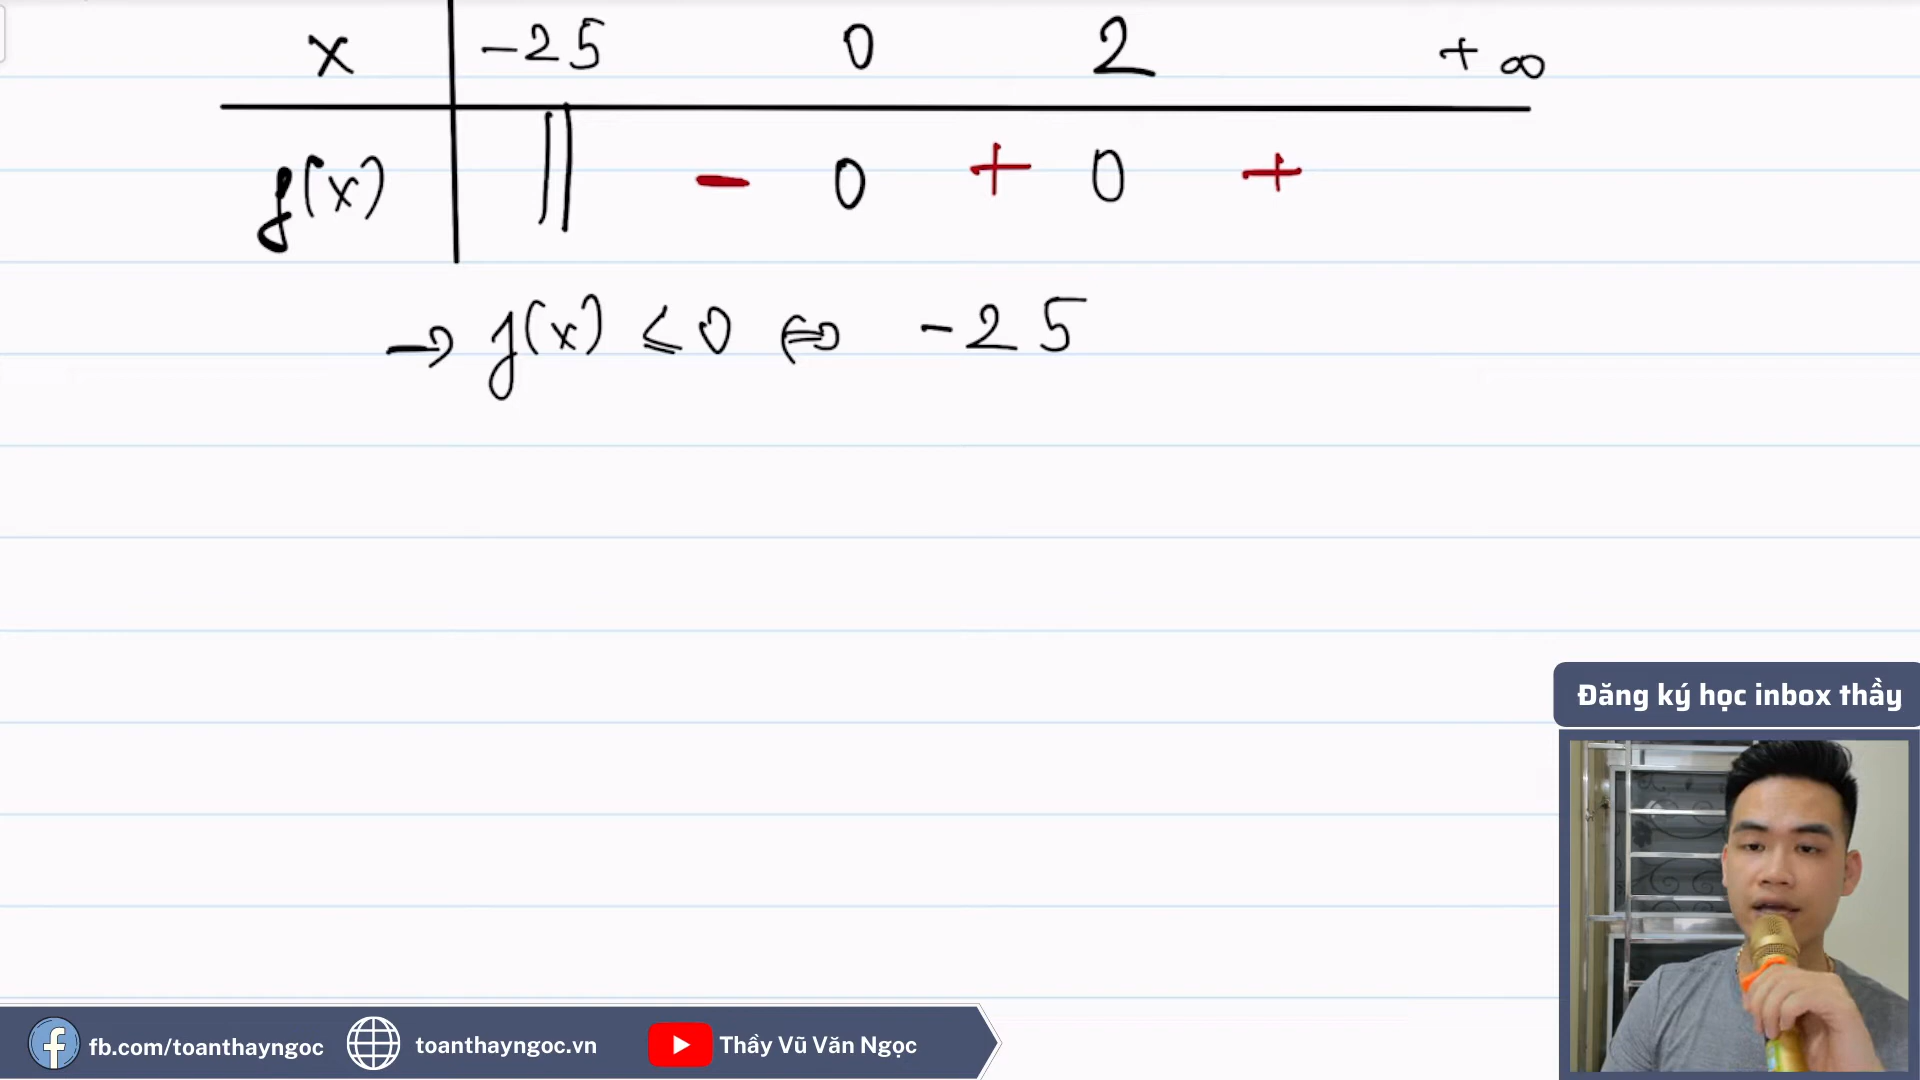 x -25 0 2 +∞
f(x) || - 0 + 0 +
→ f(x) ≤ 0 ⇔ -25
Đăng ký học inbox thầy
fb.com/toanthayngoc toanthayngoc.vn Thầy Vũ Văn Ngọc